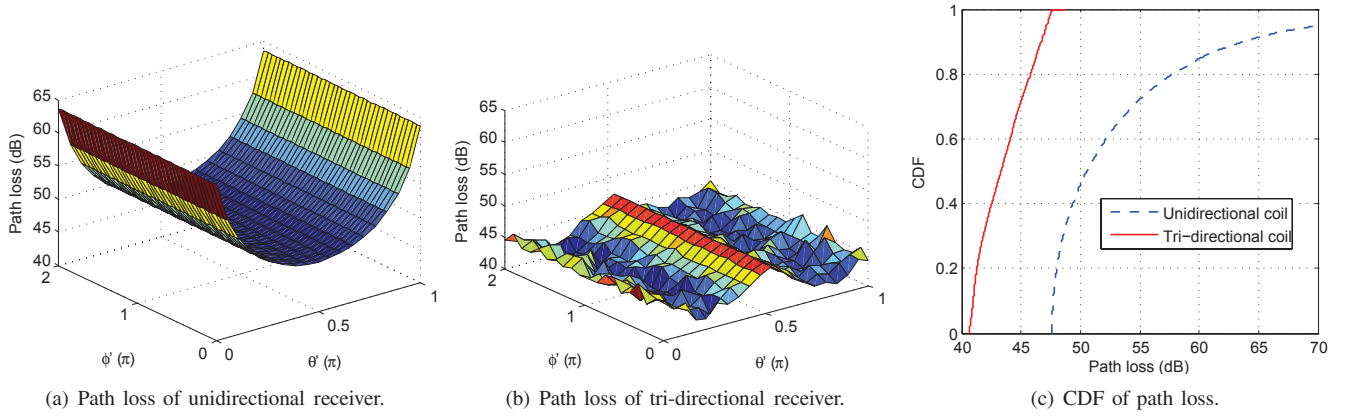 65
60
55
50
45
40
Path loss (dB)
2
1
0
φ' (π)
0
0.5
1
θ' (π)
(a) Path loss of unidirectional receiver.
65
60
55
50
45
40
Path loss (dB)
2
1
0
φ' (π)
0
0.5
1
θ' (π)
(b) Path loss of tri-directional receiver.
1
0.8
0.6
0.4
0.2
0
CDF
Unidirectional coil
Tri−directional coil
40 45 50 55 60 65 70
Path loss (dB)
(c) CDF of path loss.